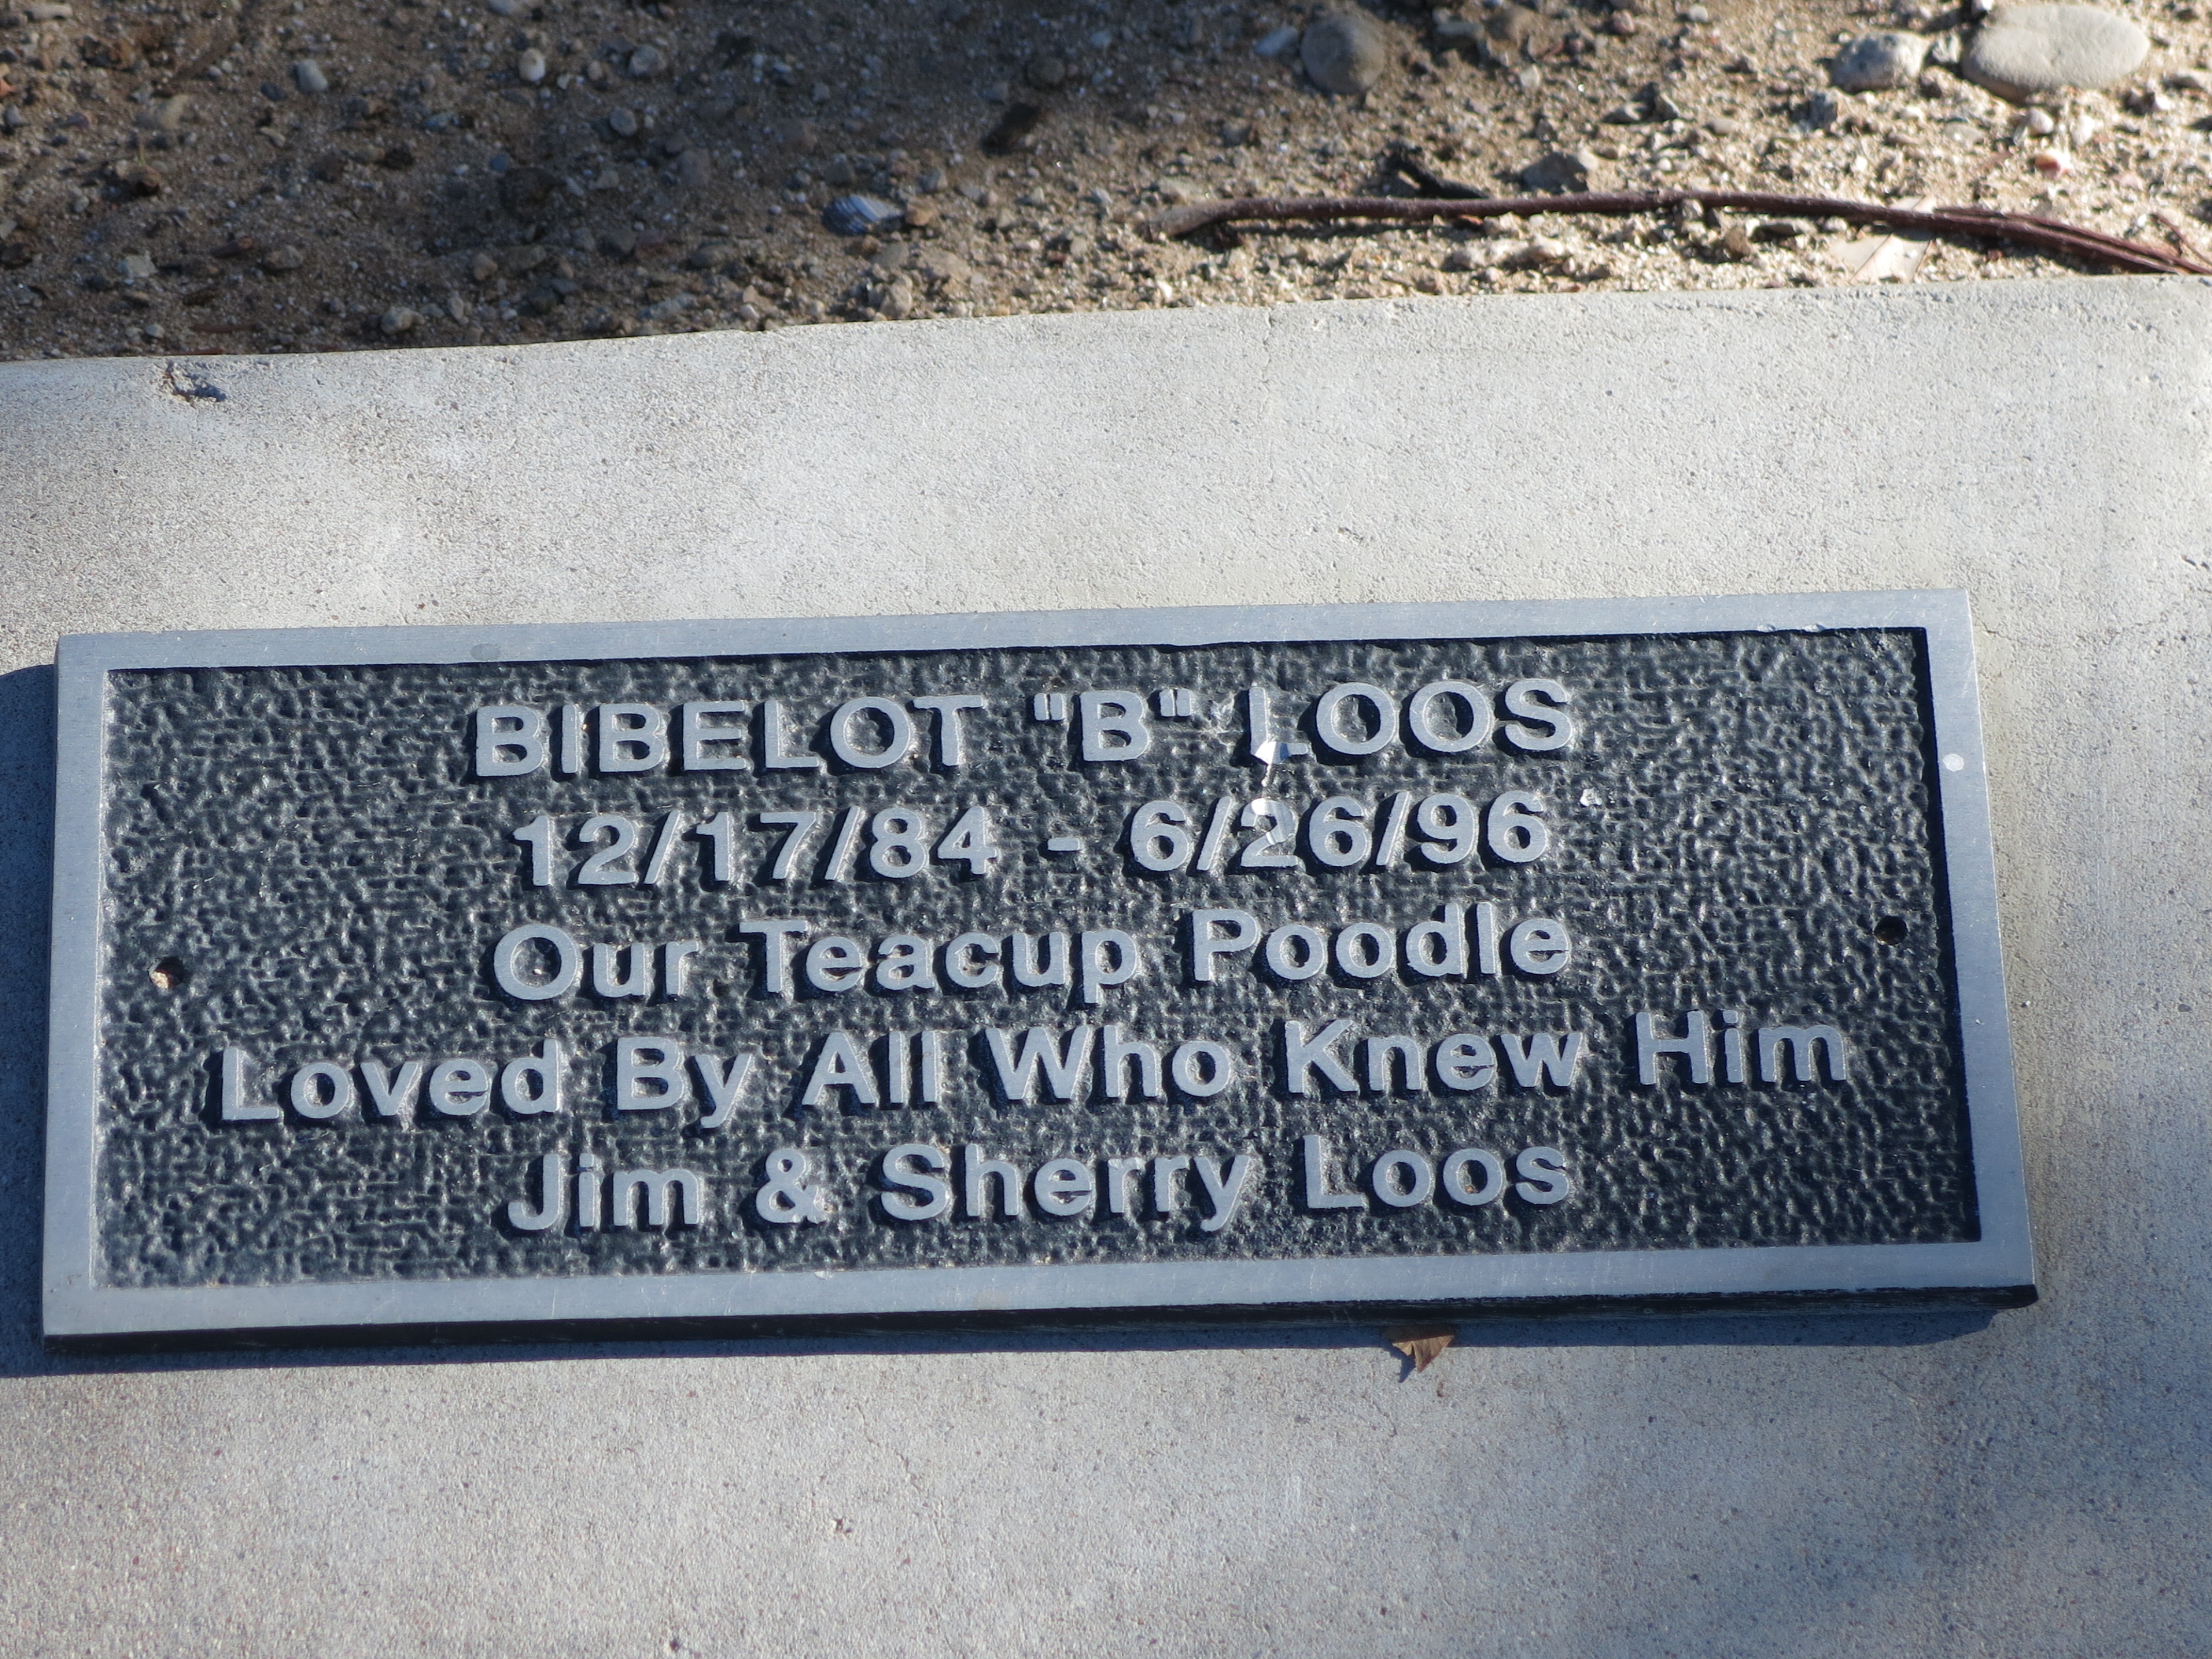 BIBELOT "B" LOOS
12/17/84 - 6/26/96
Our Teacup Poodle
Loved By All Who Knew Him
Jim & Sherry Loos